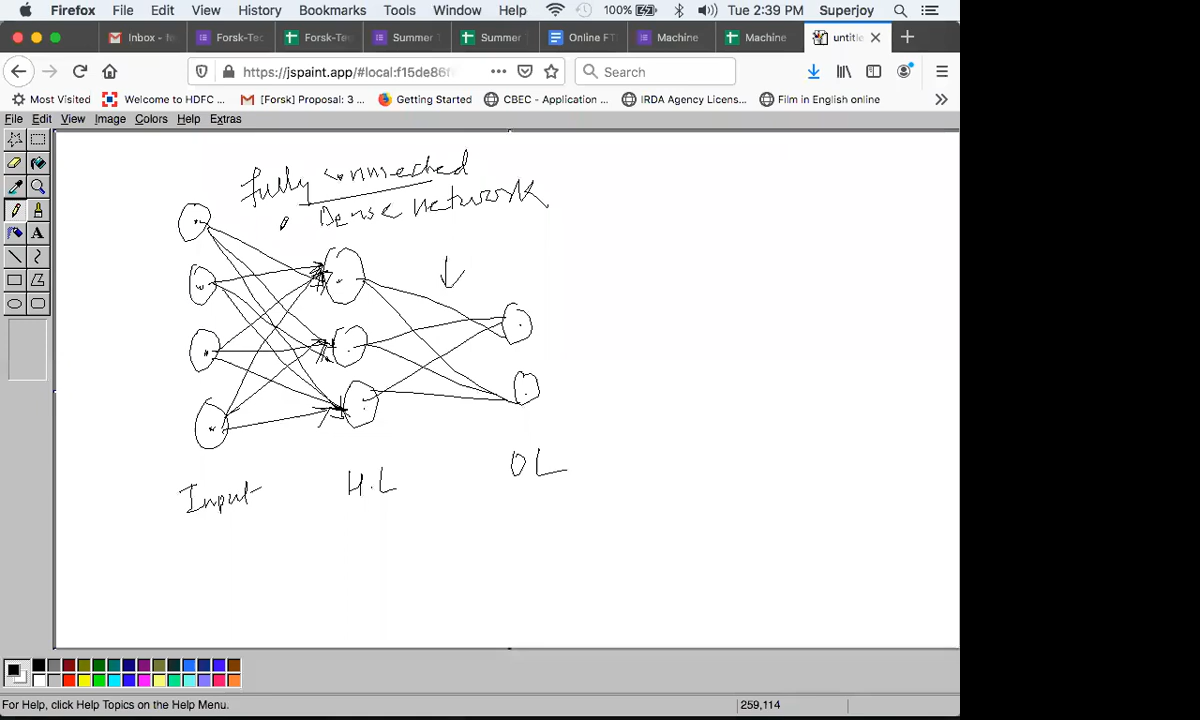 Firefox File Edit View History Bookmarks Tools Window Help 100% Tue 2:39 PM Superjoy
Inbox - Forsk-Tec Forsk-Te Summer Summer Online FT Machine Machine untitle
https://jspaint.app/#local:f15de86f Search
Most Visited Welcome to HDFC ... [Forsk] Proposal: 3 ... Getting Started CBEC - Application ... IRDA Agency Licens... Film in English online
File Edit View Image Colors Help Extras
fully connected
Dense network
Input H.L OL
For Help, click Help Topics on the Help Menu. 259,114